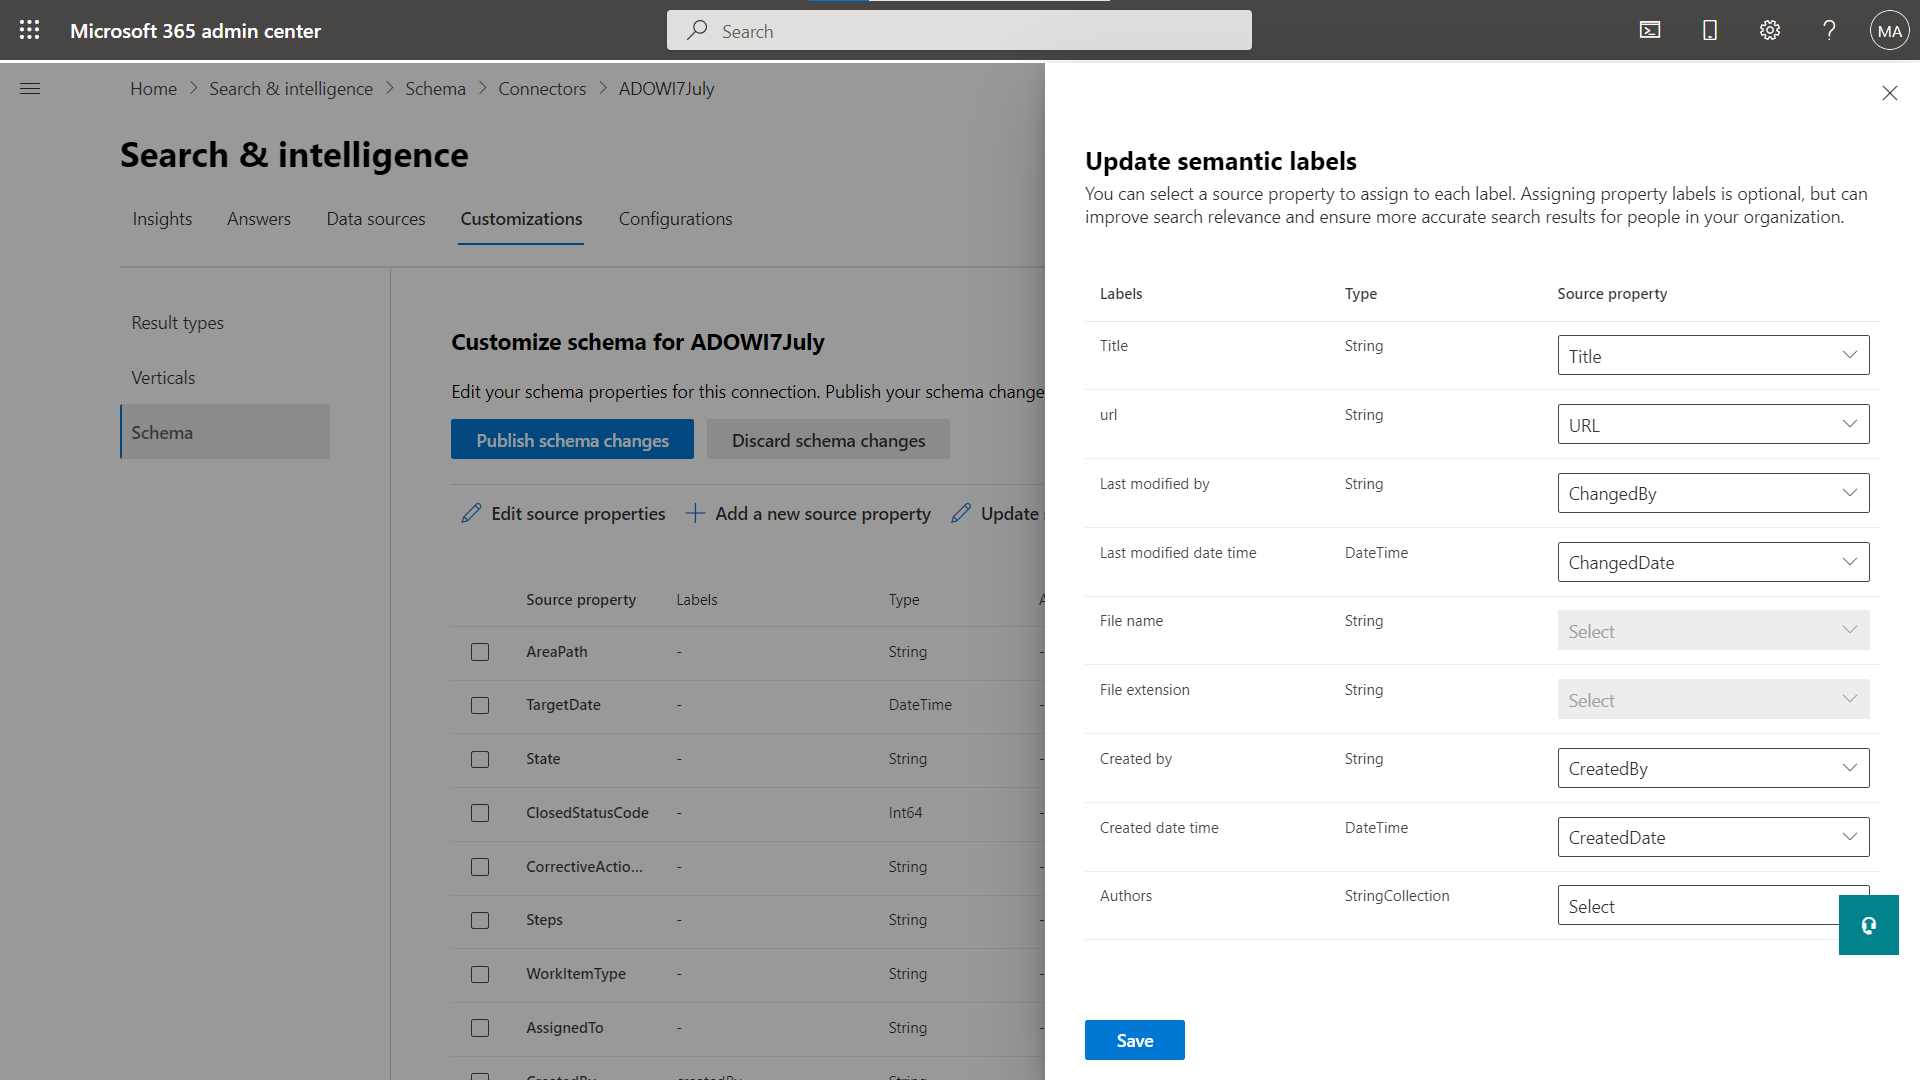 Microsoft 365 admin center
Search
MA
Home > Search & intelligence > Schema > Connectors > ADOWI7July
Search & intelligence
Insights
Answers
Data sources
Customizations
Configurations
Result types
Verticals
Schema
Customize schema for ADOWI7July
Edit your schema properties for this connection. Publish your schema change
Publish schema changes
Discard schema changes
Edit source properties
Add a new source property
Update
Source property Labels Type A
AreaPath - String -
TargetDate - DateTime -
State - String -
ClosedStatusCode - Int64 -
CorrectiveActio... - String -
Steps - String -
WorkItemType - String -
AssignedTo - String -
CreatedBy createdBy String
Update semantic labels
You can select a source property to assign to each label. Assigning property labels is optional, but can
improve search relevance and ensure more accurate search results for people in your organization.
Labels Type Source property
Title String Title
url String URL
Last modified by String ChangedBy
Last modified date time DateTime ChangedDate
File name String Select
File extension String Select
Created by String CreatedBy
Created date time DateTime CreatedDate
Authors StringCollection Select
Save